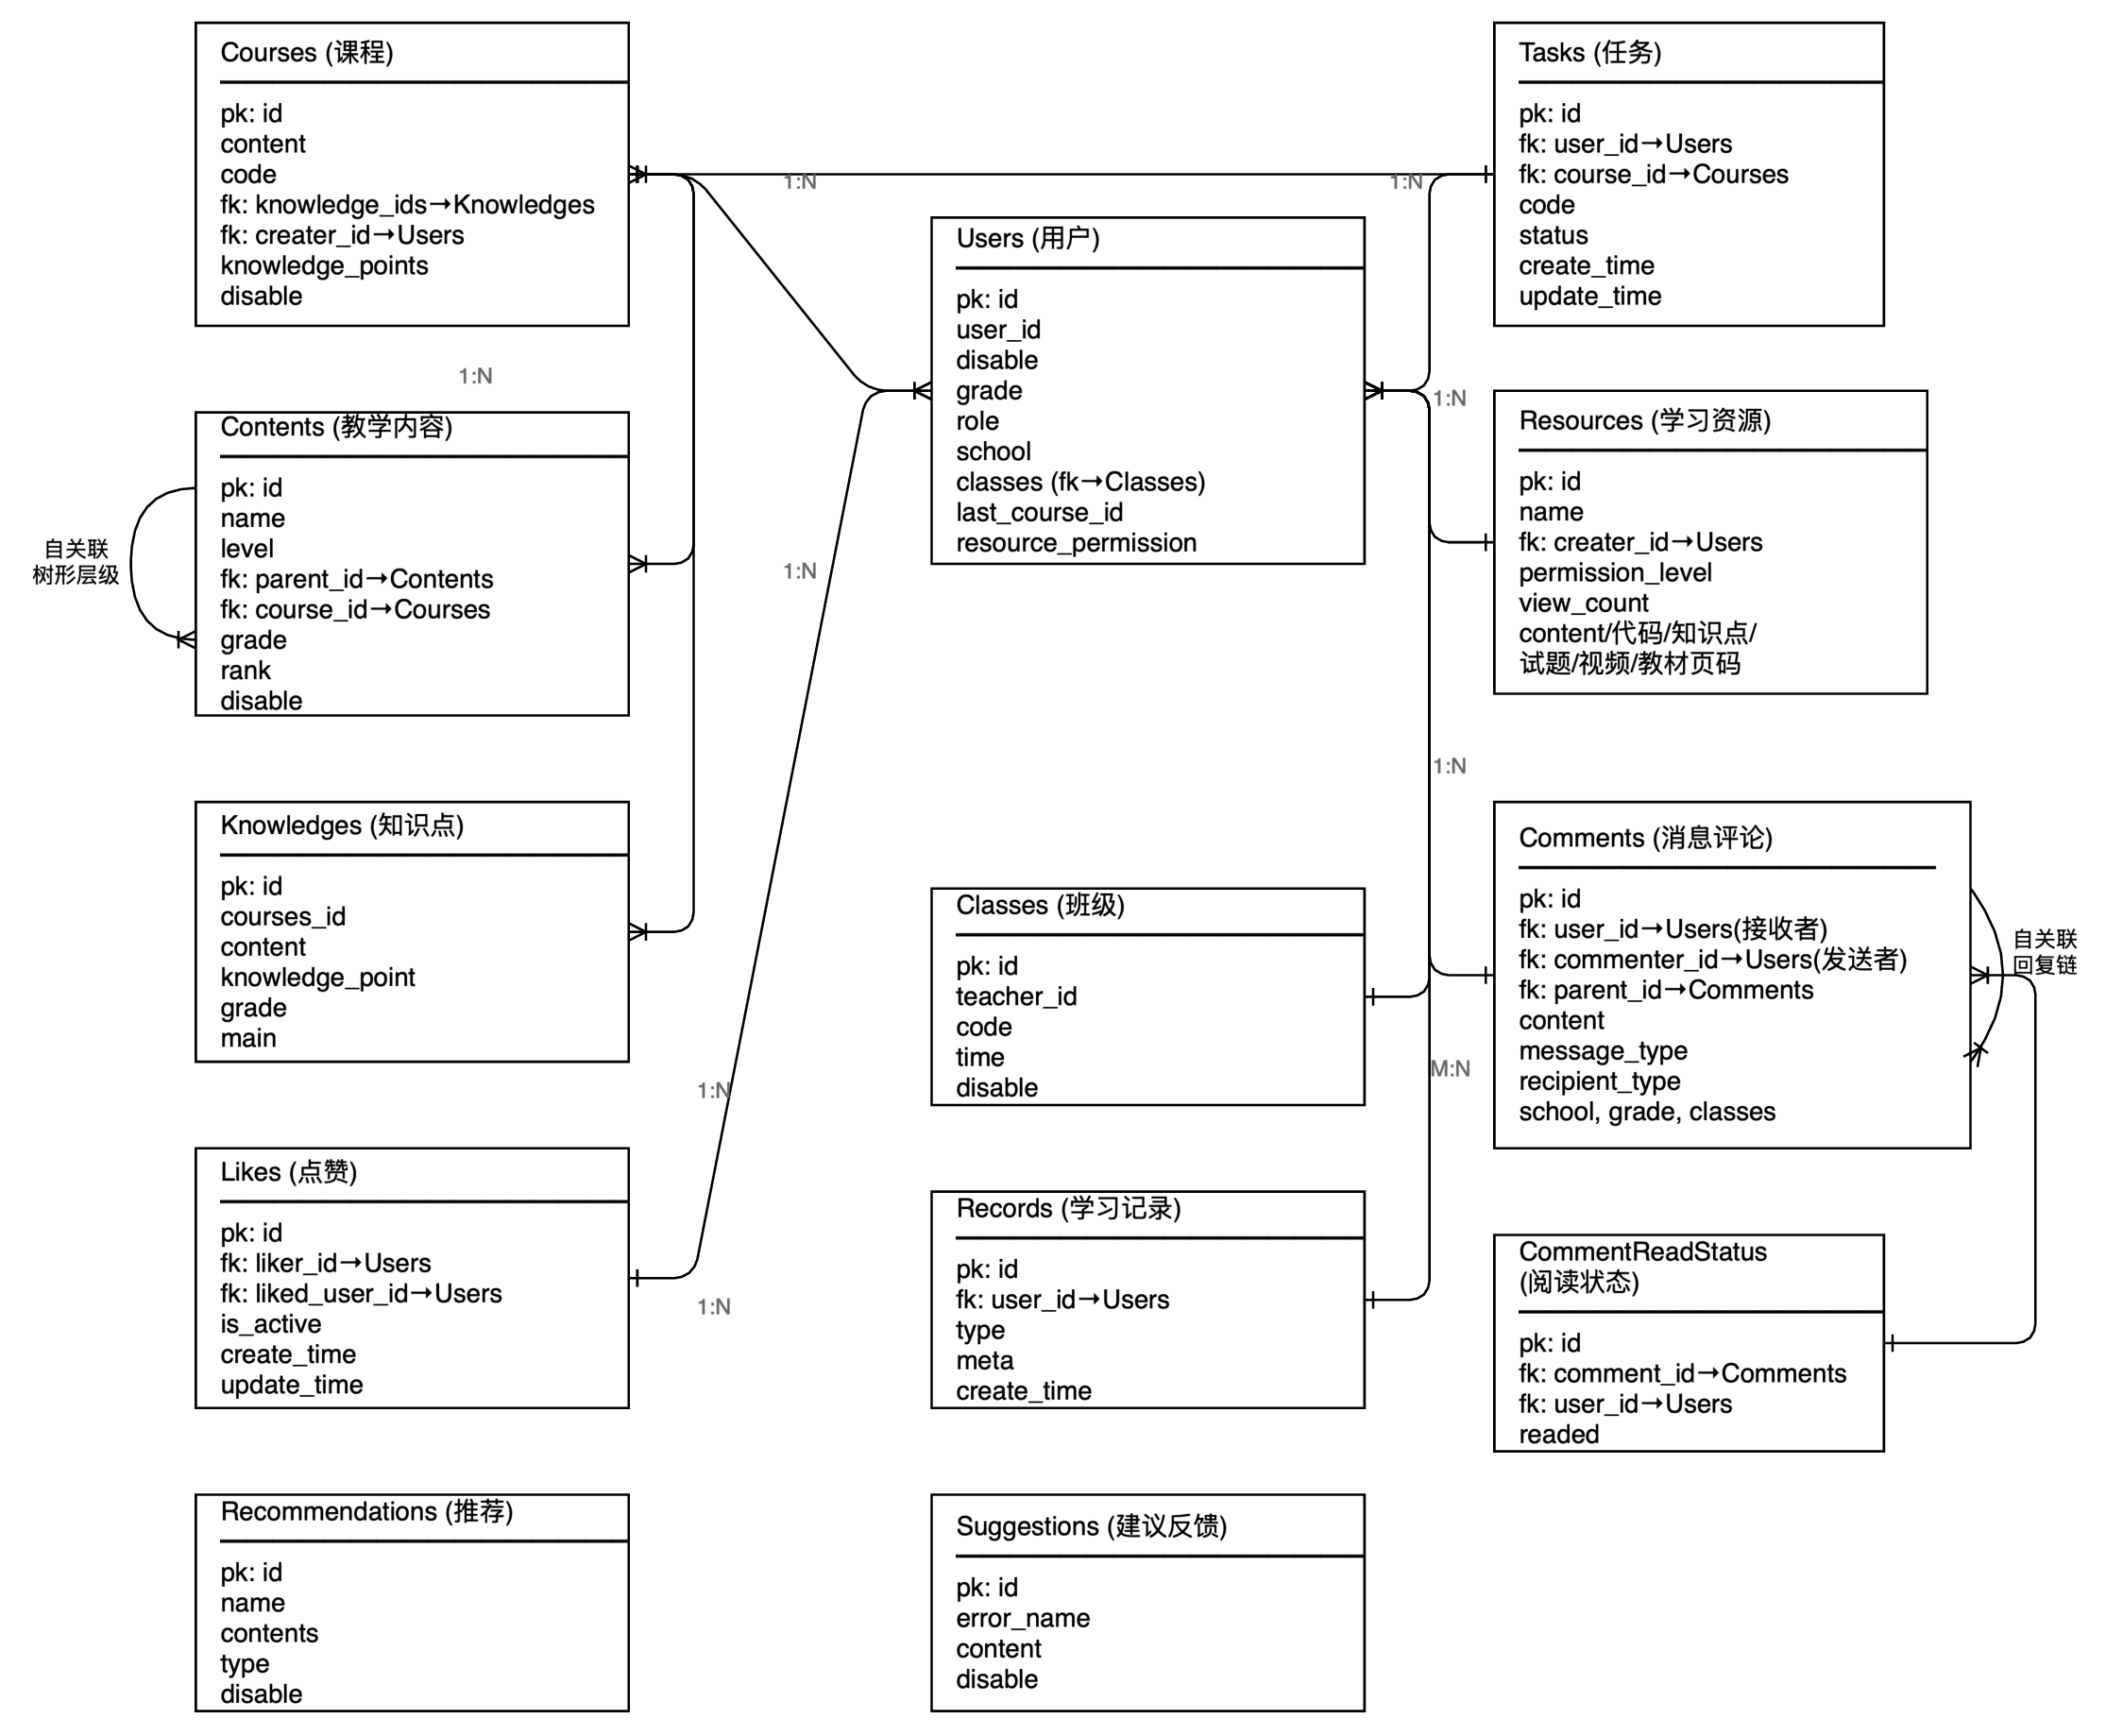 Courses (课程)
pk: id
content
code
fk: knowledge_ids→Knowledges
fk: creater_id→Users
knowledge_points
disable
Tasks (任务)
pk: id
fk: user_id→Users
fk: course_id→Courses
code
status
create_time
update_time
1:N
1:N
Users (用户)
pk: id
user_id
disable
grade
role
school
classes (fk→Classes)
last_course_id
resource_permission
1:N
1:N
Contents (教学内容)
pk: id
name
level
fk: parent_id→Contents
fk: course_id→Courses
grade
rank
disable
自关联
树形层级
1:N
Resources (学习资源)
pk: id
name
fk: creater_id→Users
permission_level
view_count
content/代码/知识点/
试题/视频/教材页码
1:N
Knowledges (知识点)
pk: id
courses_id
content
knowledge_point
grade
main
Classes (班级)
pk: id
teacher_id
code
time
disable
Comments (消息评论)
pk: id
fk: user_id→Users(接收者)
fk: commenter_id→Users(发送者)
fk: parent_id→Comments
content
message_type
recipient_type
school, grade, classes
自关联
回复链
M:N
1:N
Likes (点赞)
pk: id
fk: liker_id→Users
fk: liked_user_id→Users
is_active
create_time
update_time
1:N
Records (学习记录)
pk: id
fk: user_id→Users
type
meta
create_time
CommentReadStatus
(阅读状态)
pk: id
fk: comment_id→Comments
fk: user_id→Users
readed
Recommendations (推荐)
pk: id
name
contents
type
disable
Suggestions (建议反馈)
pk: id
error_name
content
disable